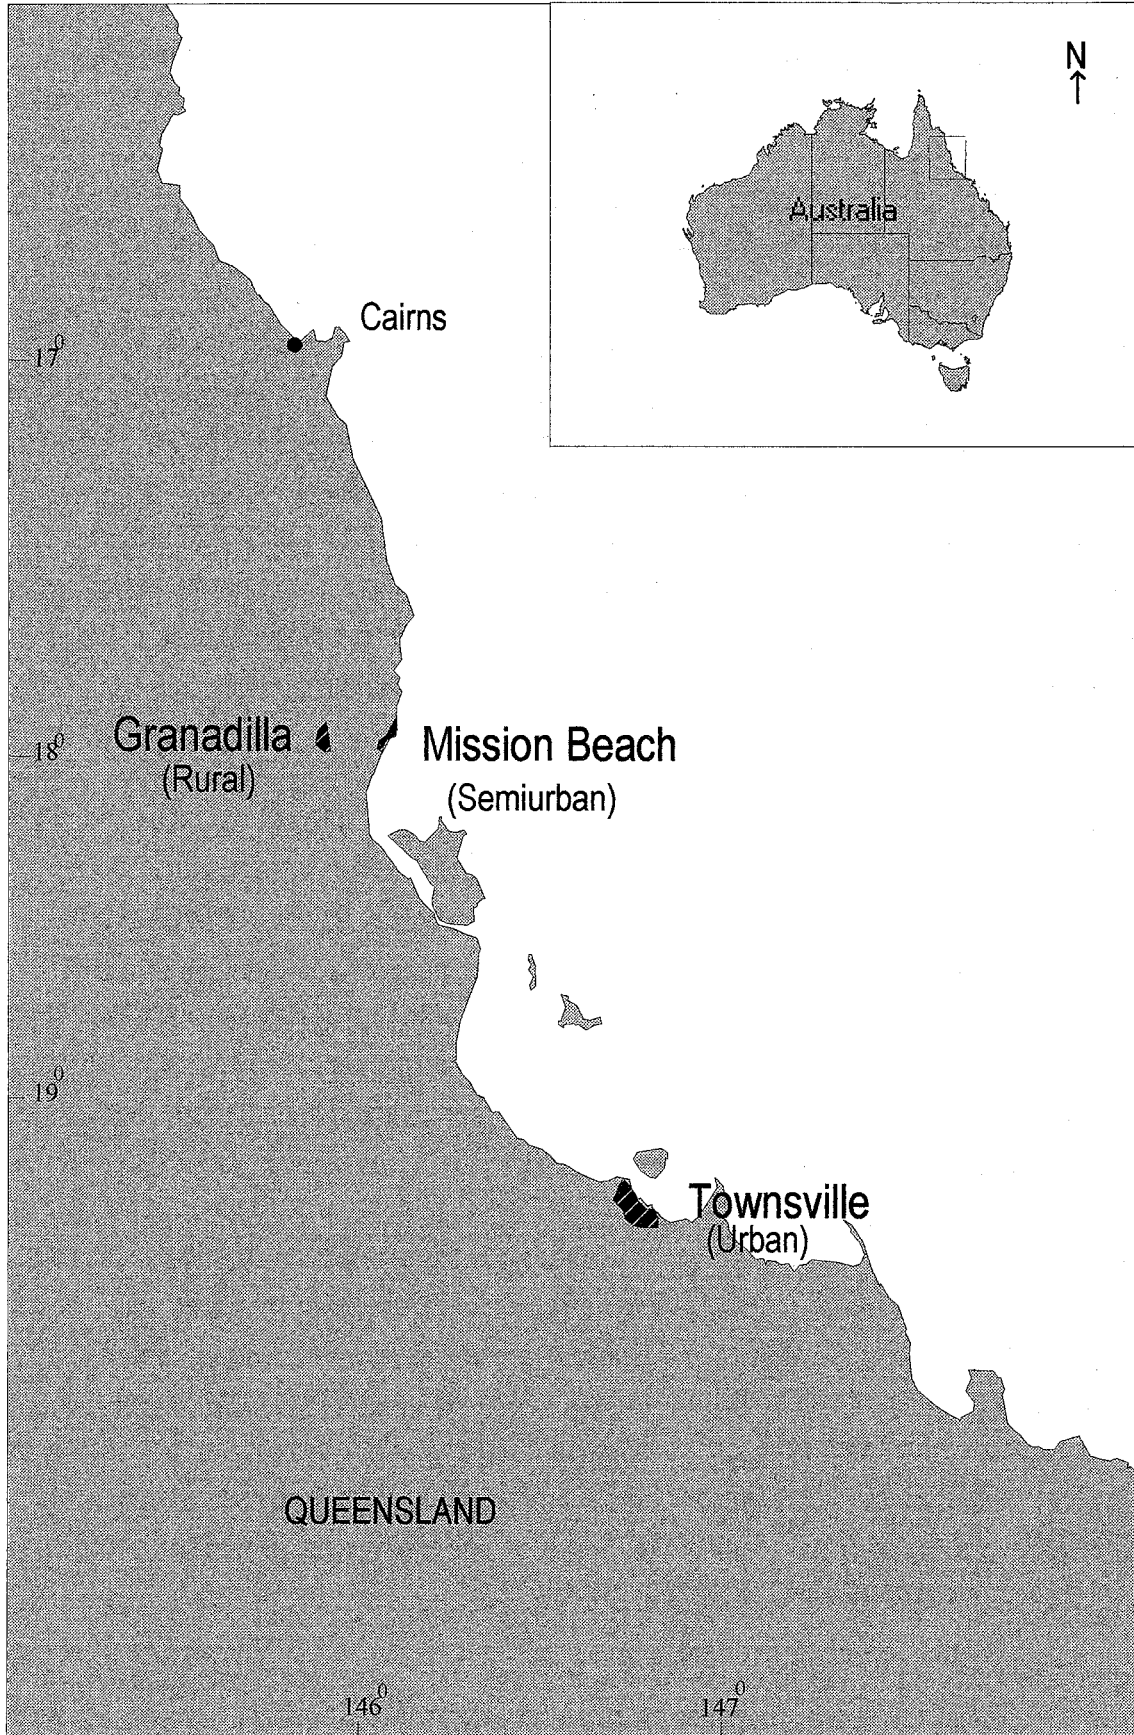 N
↑
Australia
Cairns
17⁰
Granadilla
(Rural)
18⁰
Mission Beach
(Semiurban)
19⁰
Townsville
(Urban)
QUEENSLAND
146⁰
147⁰